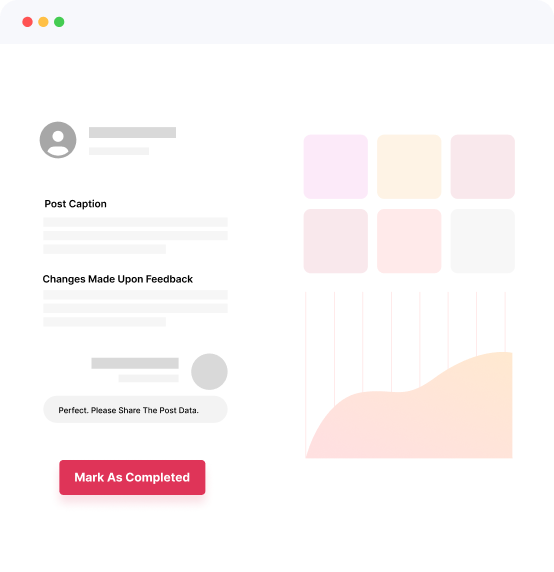 Post Caption
Changes Made Upon Feedback
Perfect. Please Share The Post Data.
Mark As Completed